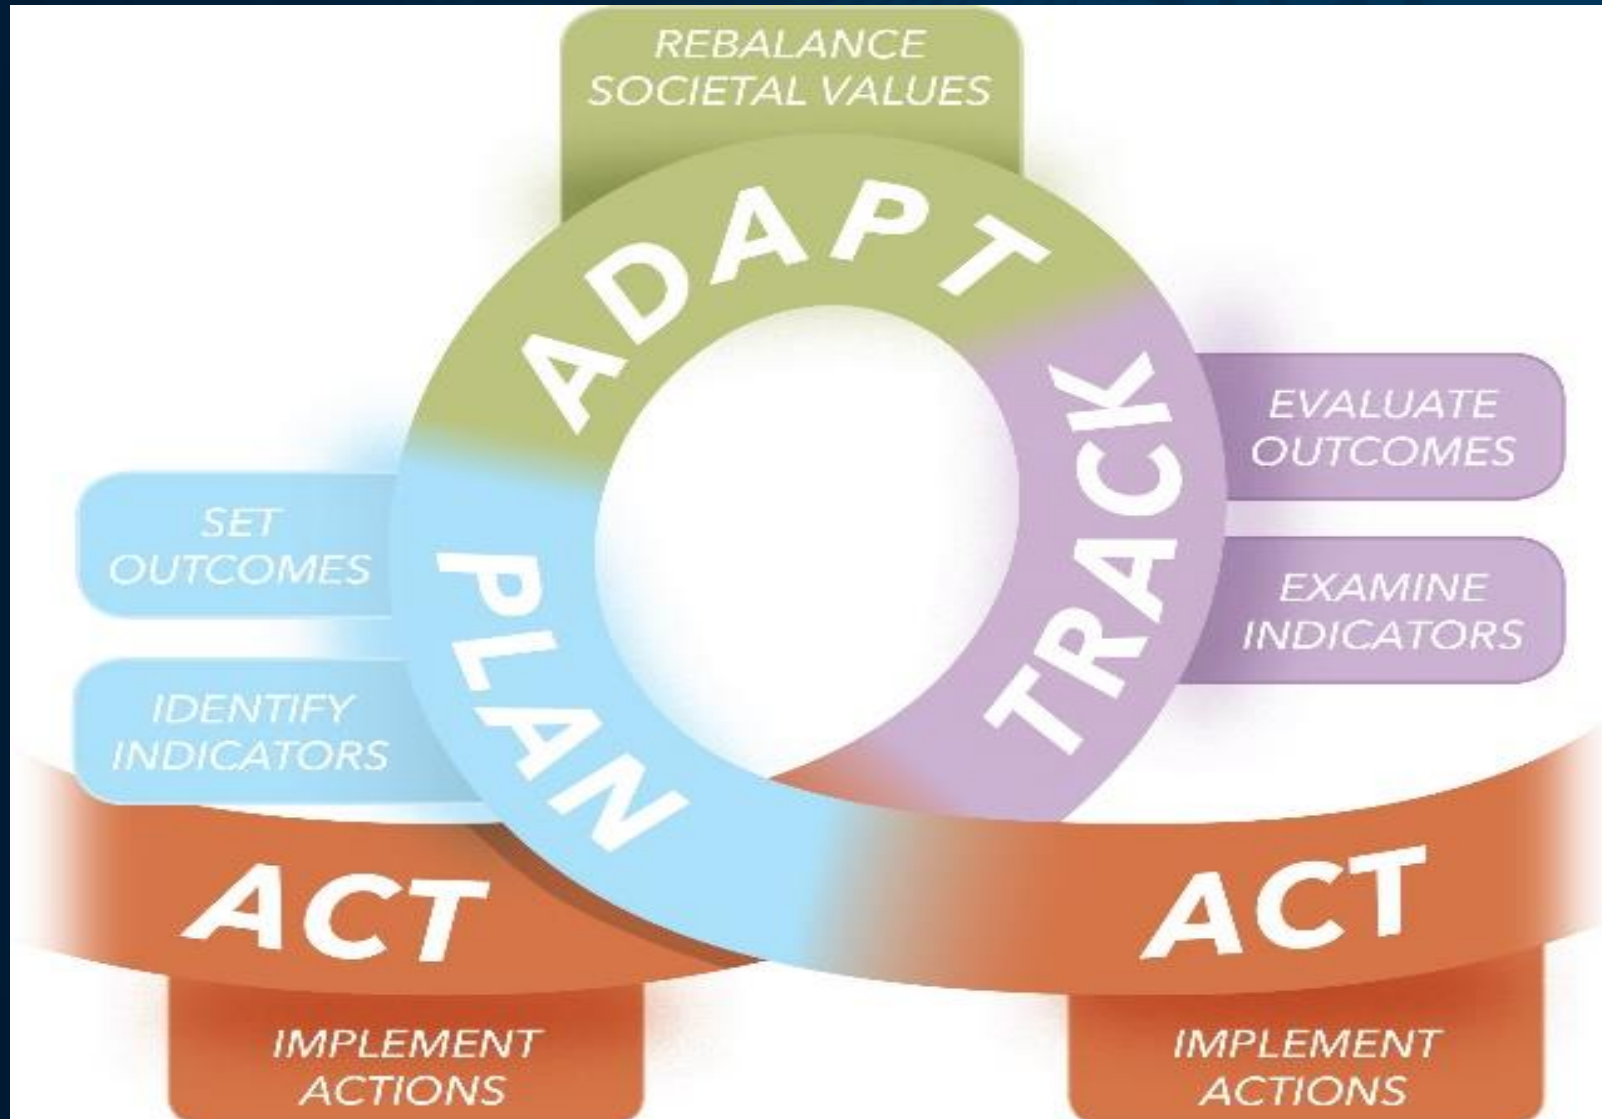 REBALANCE
SOCIETAL VALUES
ADAPT
TRACK
EVALUATE
OUTCOMES
EXAMINE
INDICATORS
SET
OUTCOMES
IDENTIFY
INDICATORS
PLAN
ACT
IMPLEMENT
ACTIONS
ACT
IMPLEMENT
ACTIONS